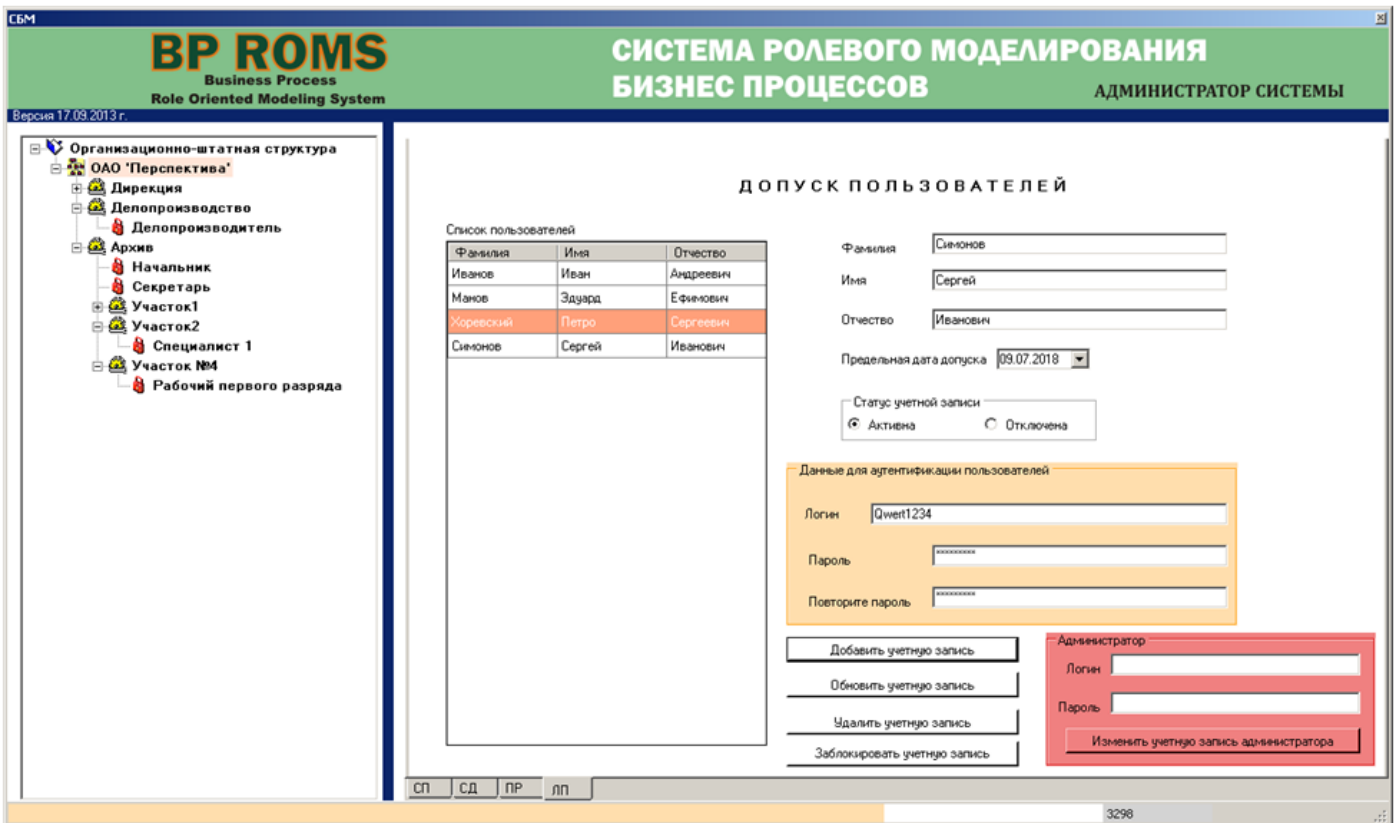 СБМ
BP ROMS
Business Process
Role Oriented Modeling System
СИСТЕМА РОЛЕВОГО МОДЕЛИРОВАНИЯ
БИЗНЕС ПРОЦЕССОВ
АДМИНИСТРАТОР СИСТЕМЫ
Версия 17.09.2013 г.
Организационно-штатная структура
ОАО 'Перспектива'
Дирекция
Делопроизводство
Делопроизводитель
Архив
Начальник
Секретарь
Участок1
Участок2
Специалист 1
Участок №4
Рабочий первого разряда
ДОПУСК ПОЛЬЗОВАТЕЛЕЙ
Список пользователей
Фамилия Имя Отчество
Иванов Иван Андреевич
Манов Эдуард Ефимович
Хоревский Петро Сергеевич
Симонов Сергей Иванович
Фамилия Симонов
Имя Сергей
Отчество Иванович
Предельная дата допуска 09.07.2018
Статус учетной записи
Активна Отключена
Данные для аутентификации пользователей
Логин Qwert1234
Пароль ×××××××××
Повторите пароль ×××××××××
Добавить учетную запись
Обновить учетную запись
Удалить учетную запись
Заблокировать учетную запись
Администратор
Логин
Пароль
Изменить учетную запись администратора
СП СД ПР ЛП
3298